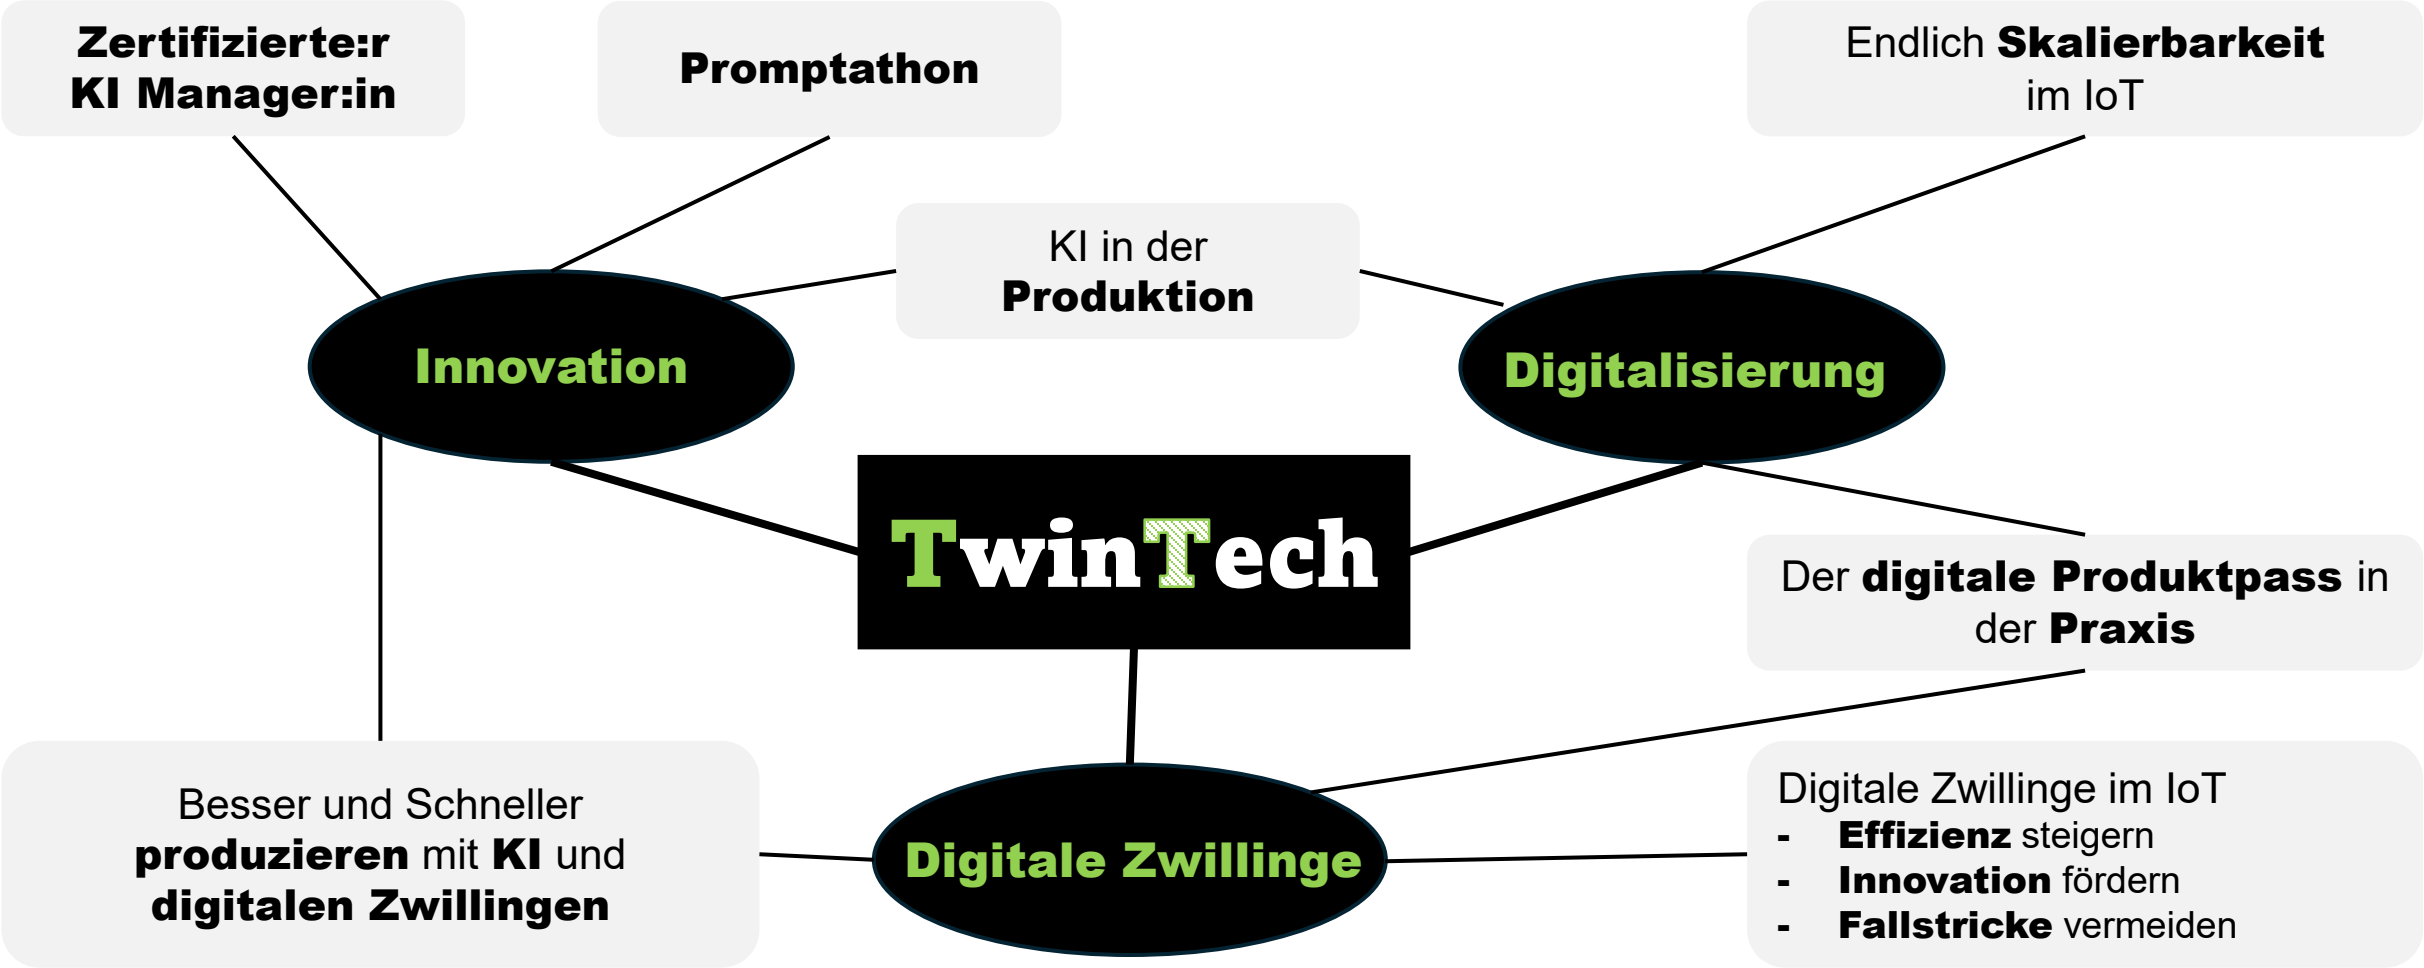 Zertifizierte:r
KI Manager:in
Promptathon
Endlich Skalierbarkeit
im IoT
KI in der
Produktion
Innovation
Digitalisierung
TwinTech
Der digitale Produktpass in
der Praxis
Besser und Schneller
produzieren mit KI und
digitalen Zwillingen
Digitale Zwillinge
Digitale Zwillinge im IoT
- Effizienz steigern
- Innovation fördern
- Fallstricke vermeiden